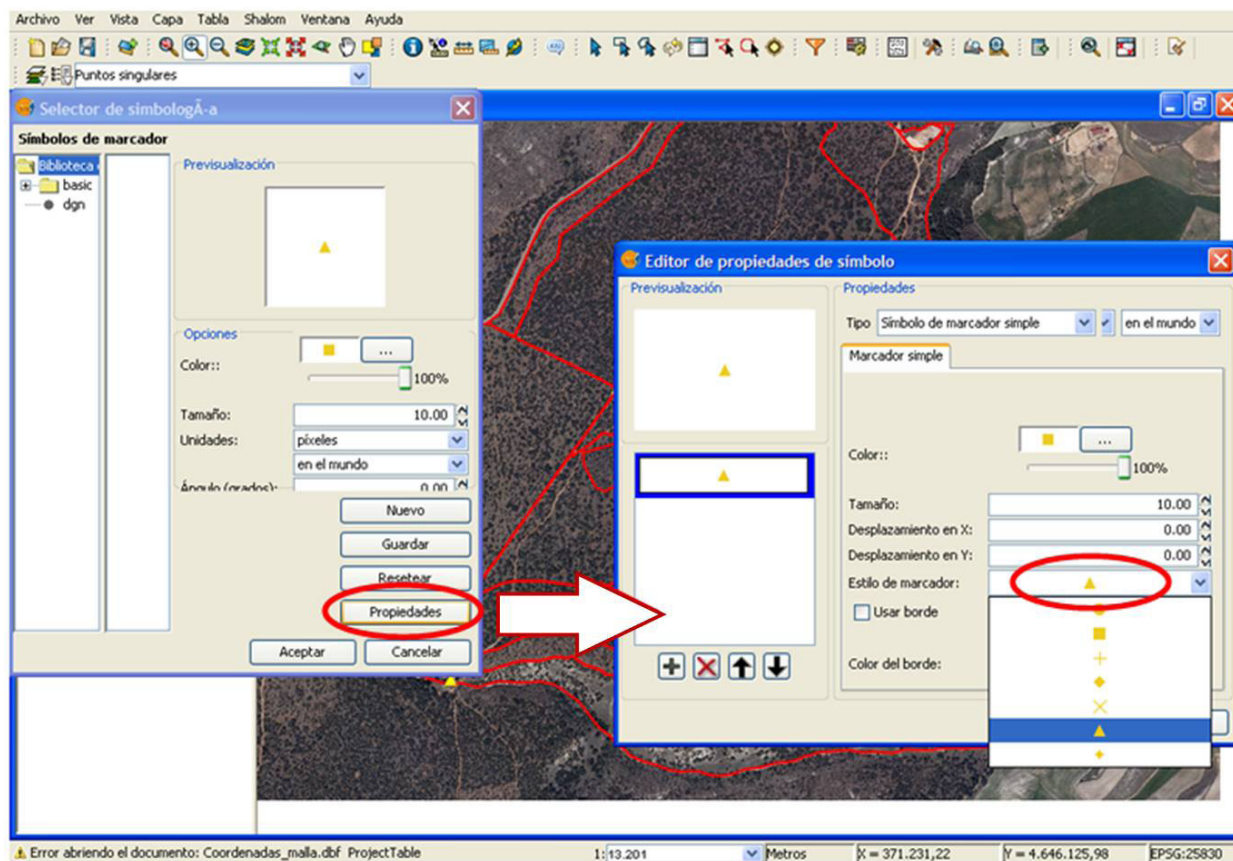 Archivo Ver Vista Capa Tabla Shalom Ventana Ayuda
Puntos singulares
Selector de simbologÃ-a
Símbolos de marcador
Biblioteca
basic
dgn
Previsualización
Opciones
Color::
...
100%
Tamaño:
10.00
Unidades:
píxeles
en el mundo
Ángulo (grados):
0.00
Nuevo
Guardar
Resetear
Propiedades
Aceptar
Cancelar
Editor de propiedades de símbolo
Previsualización
Propiedades
Tipo Símbolo de marcador simple en el mundo
Marcador simple
Color::
...
100%
Tamaño:
10.00
Desplazamiento en X:
0.00
Desplazamiento en Y:
0.00
Estilo de marcador:
Usar borde
Color del borde:
Error abriendo el documento: Coordenadas_malla.dbf ProjectTable
1: 13.201
Metros
X = 371.231,22
Y = 4.646.125,98
EPSG:25830